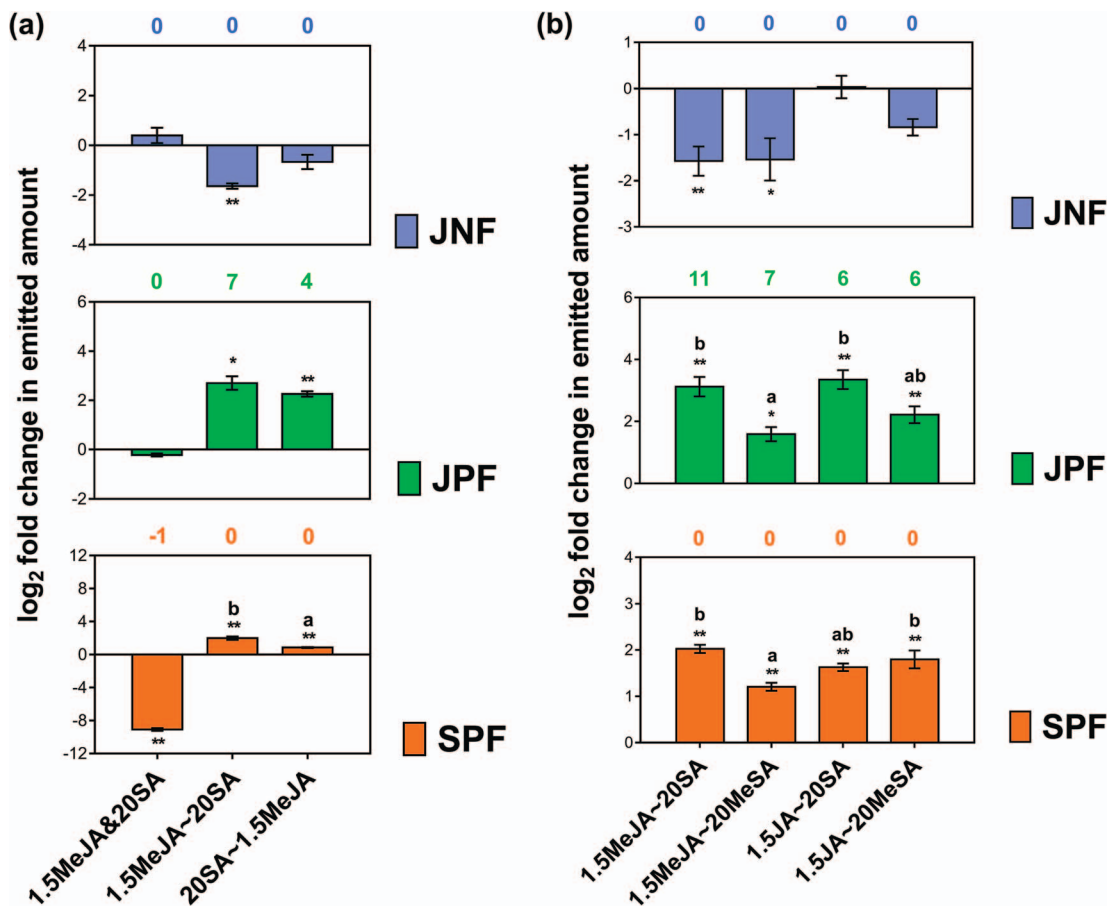 (a)
log2 fold change in emitted amount
0 0 0
4
2
0
-2
-4
**
JNF
0 7 4
6
4
2
0
-2
* **
JPF
-1 0 0
12
8
4
0
-4
-8
-12
b a
** **
**
SPF
1.5MeJA&20SA
1.5MeJA~20SA
20SA~1.5MeJA
(b)
log2 fold change in emitted amount
0 0 0 0
1
0
-1
-2
-3
** *
JNF
11 7 6 6
6
4
2
0
b a b ab
** * ** **
JPF
0 0 0 0
4
3
2
1
0
b a ab b
** ** ** **
SPF
1.5MeJA~20SA
1.5MeJA~20MeSA
1.5JA~20SA
1.5JA~20MeSA